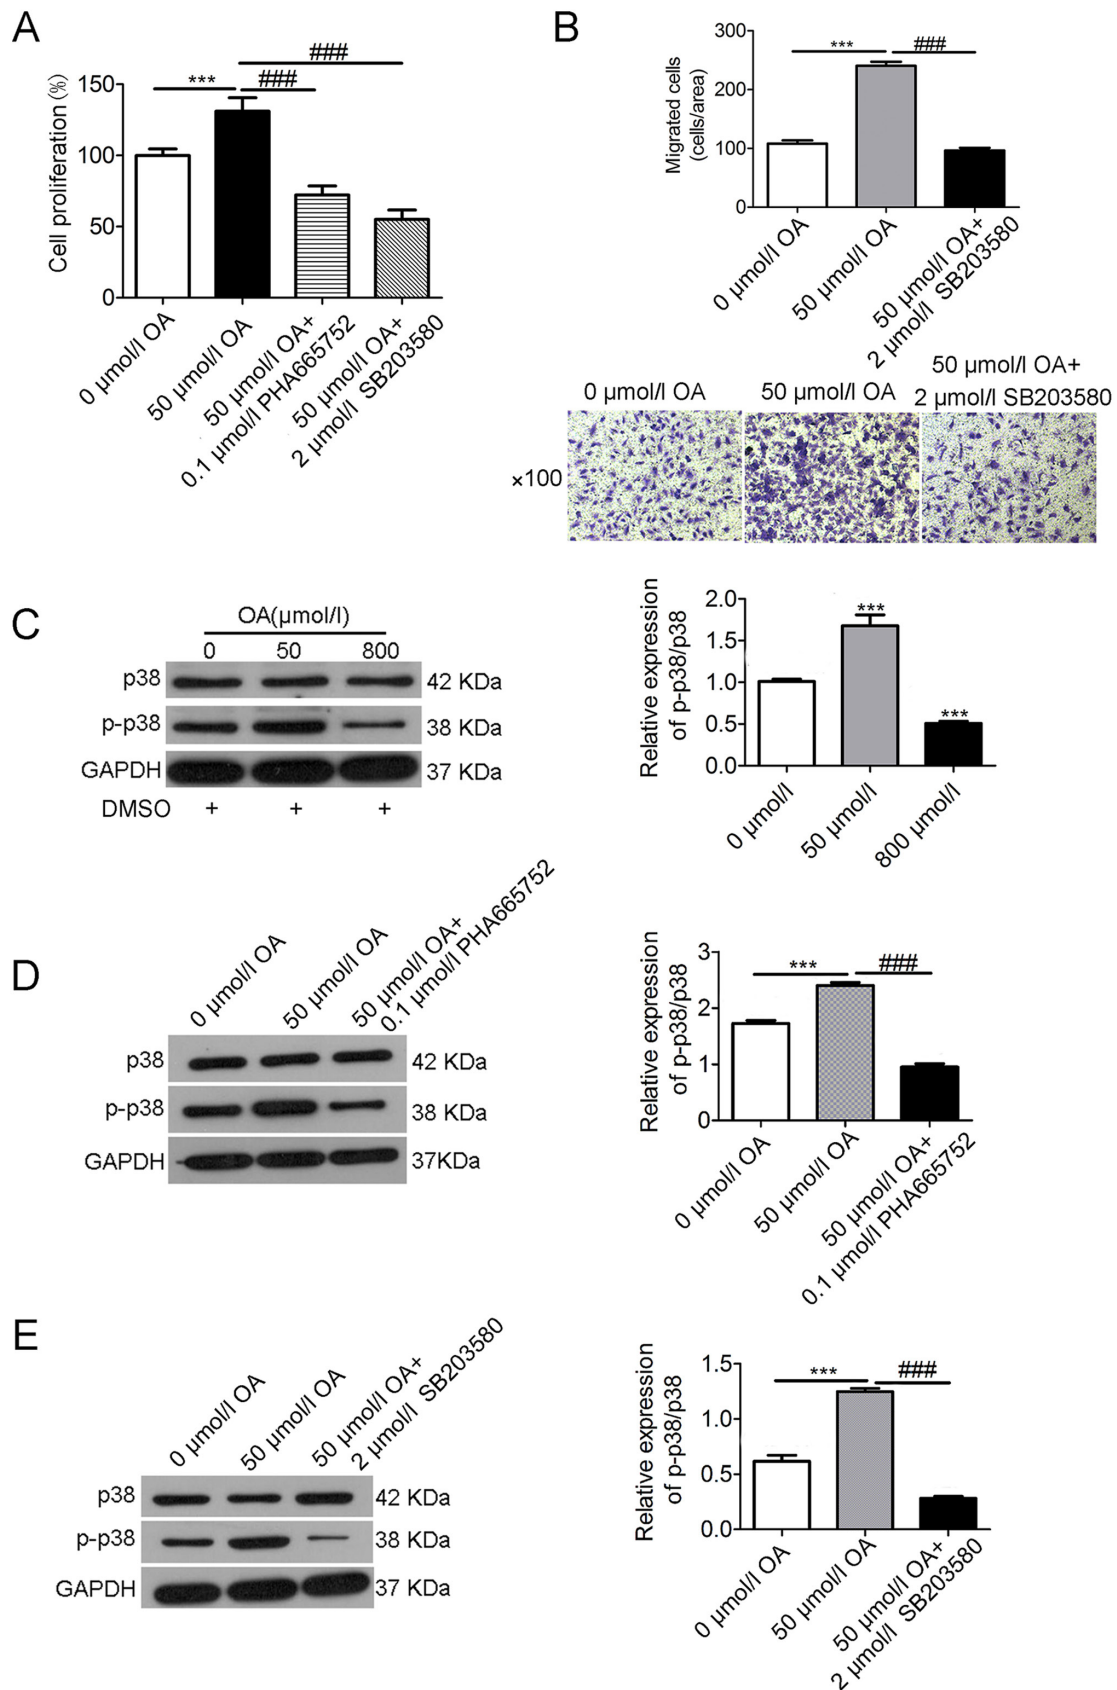 A
Cell proliferation (%)
150
100
50
0
***
###
###
0 μmol/l OA
50 μmol/l OA
50 μmol/l OA+
0.1 μmol/l PHA665752
50 μmol/l OA+
2 μmol/l SB203580
B
Migrated cells
(cells/area)
300
200
100
0
***
###
0 μmol/l OA
50 μmol/l OA
50 μmol/l OA+
2 μmol/l SB203580
0 μmol/l OA
50 μmol/l OA
50 μmol/l OA+
2 μmol/l SB203580
×100
C
OA(μmol/l)
0 50 800
p38 42 KDa
p-p38 38 KDa
GAPDH 37 KDa
DMSO + + +
Relative expression
of p-p38/p38
2.0
1.5
1.0
0.5
0.0
***
***
0 μmol/l
50 μmol/l
800 μmol/l
D
0 μmol/l OA
50 μmol/l OA
50 μmol/l OA+
0.1 μmol/l PHA665752
p38 42 KDa
p-p38 38 KDa
GAPDH 37KDa
Relative expression
of p-p38/p38
3
2
1
0
***
###
0 μmol/l OA
50 μmol/l OA
50 μmol/l OA+
0.1 μmol/l PHA665752
E
0 μmol/l OA
50 μmol/l OA
50 μmol/l OA+
2 μmol/l SB203580
p38 42 KDa
p-p38 38 KDa
GAPDH 37 KDa
Relative expression
of p-p38/p38
1.5
1.0
0.5
0.0
***
###
0 μmol/l OA
50 μmol/l OA
50 μmol/l OA+
2 μmol/l SB203580